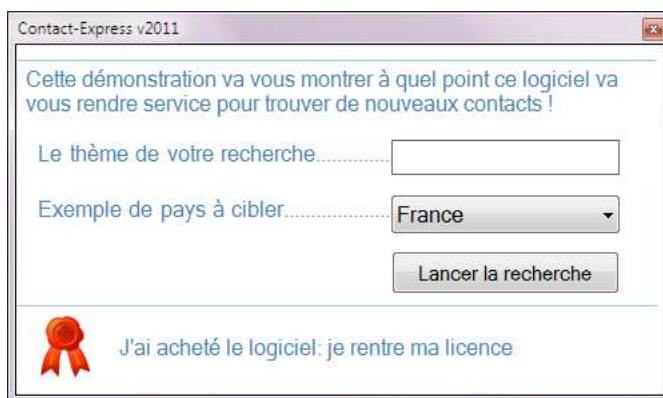 Contact-Express v2011
Cette démonstration va vous montrer à quel point ce logiciel va
vous rendre service pour trouver de nouveaux contacts !
Le thème de votre recherche..............
Exemple de pays à cibler.................... France
Lancer la recherche
J'ai acheté le logiciel: je rentre ma licence